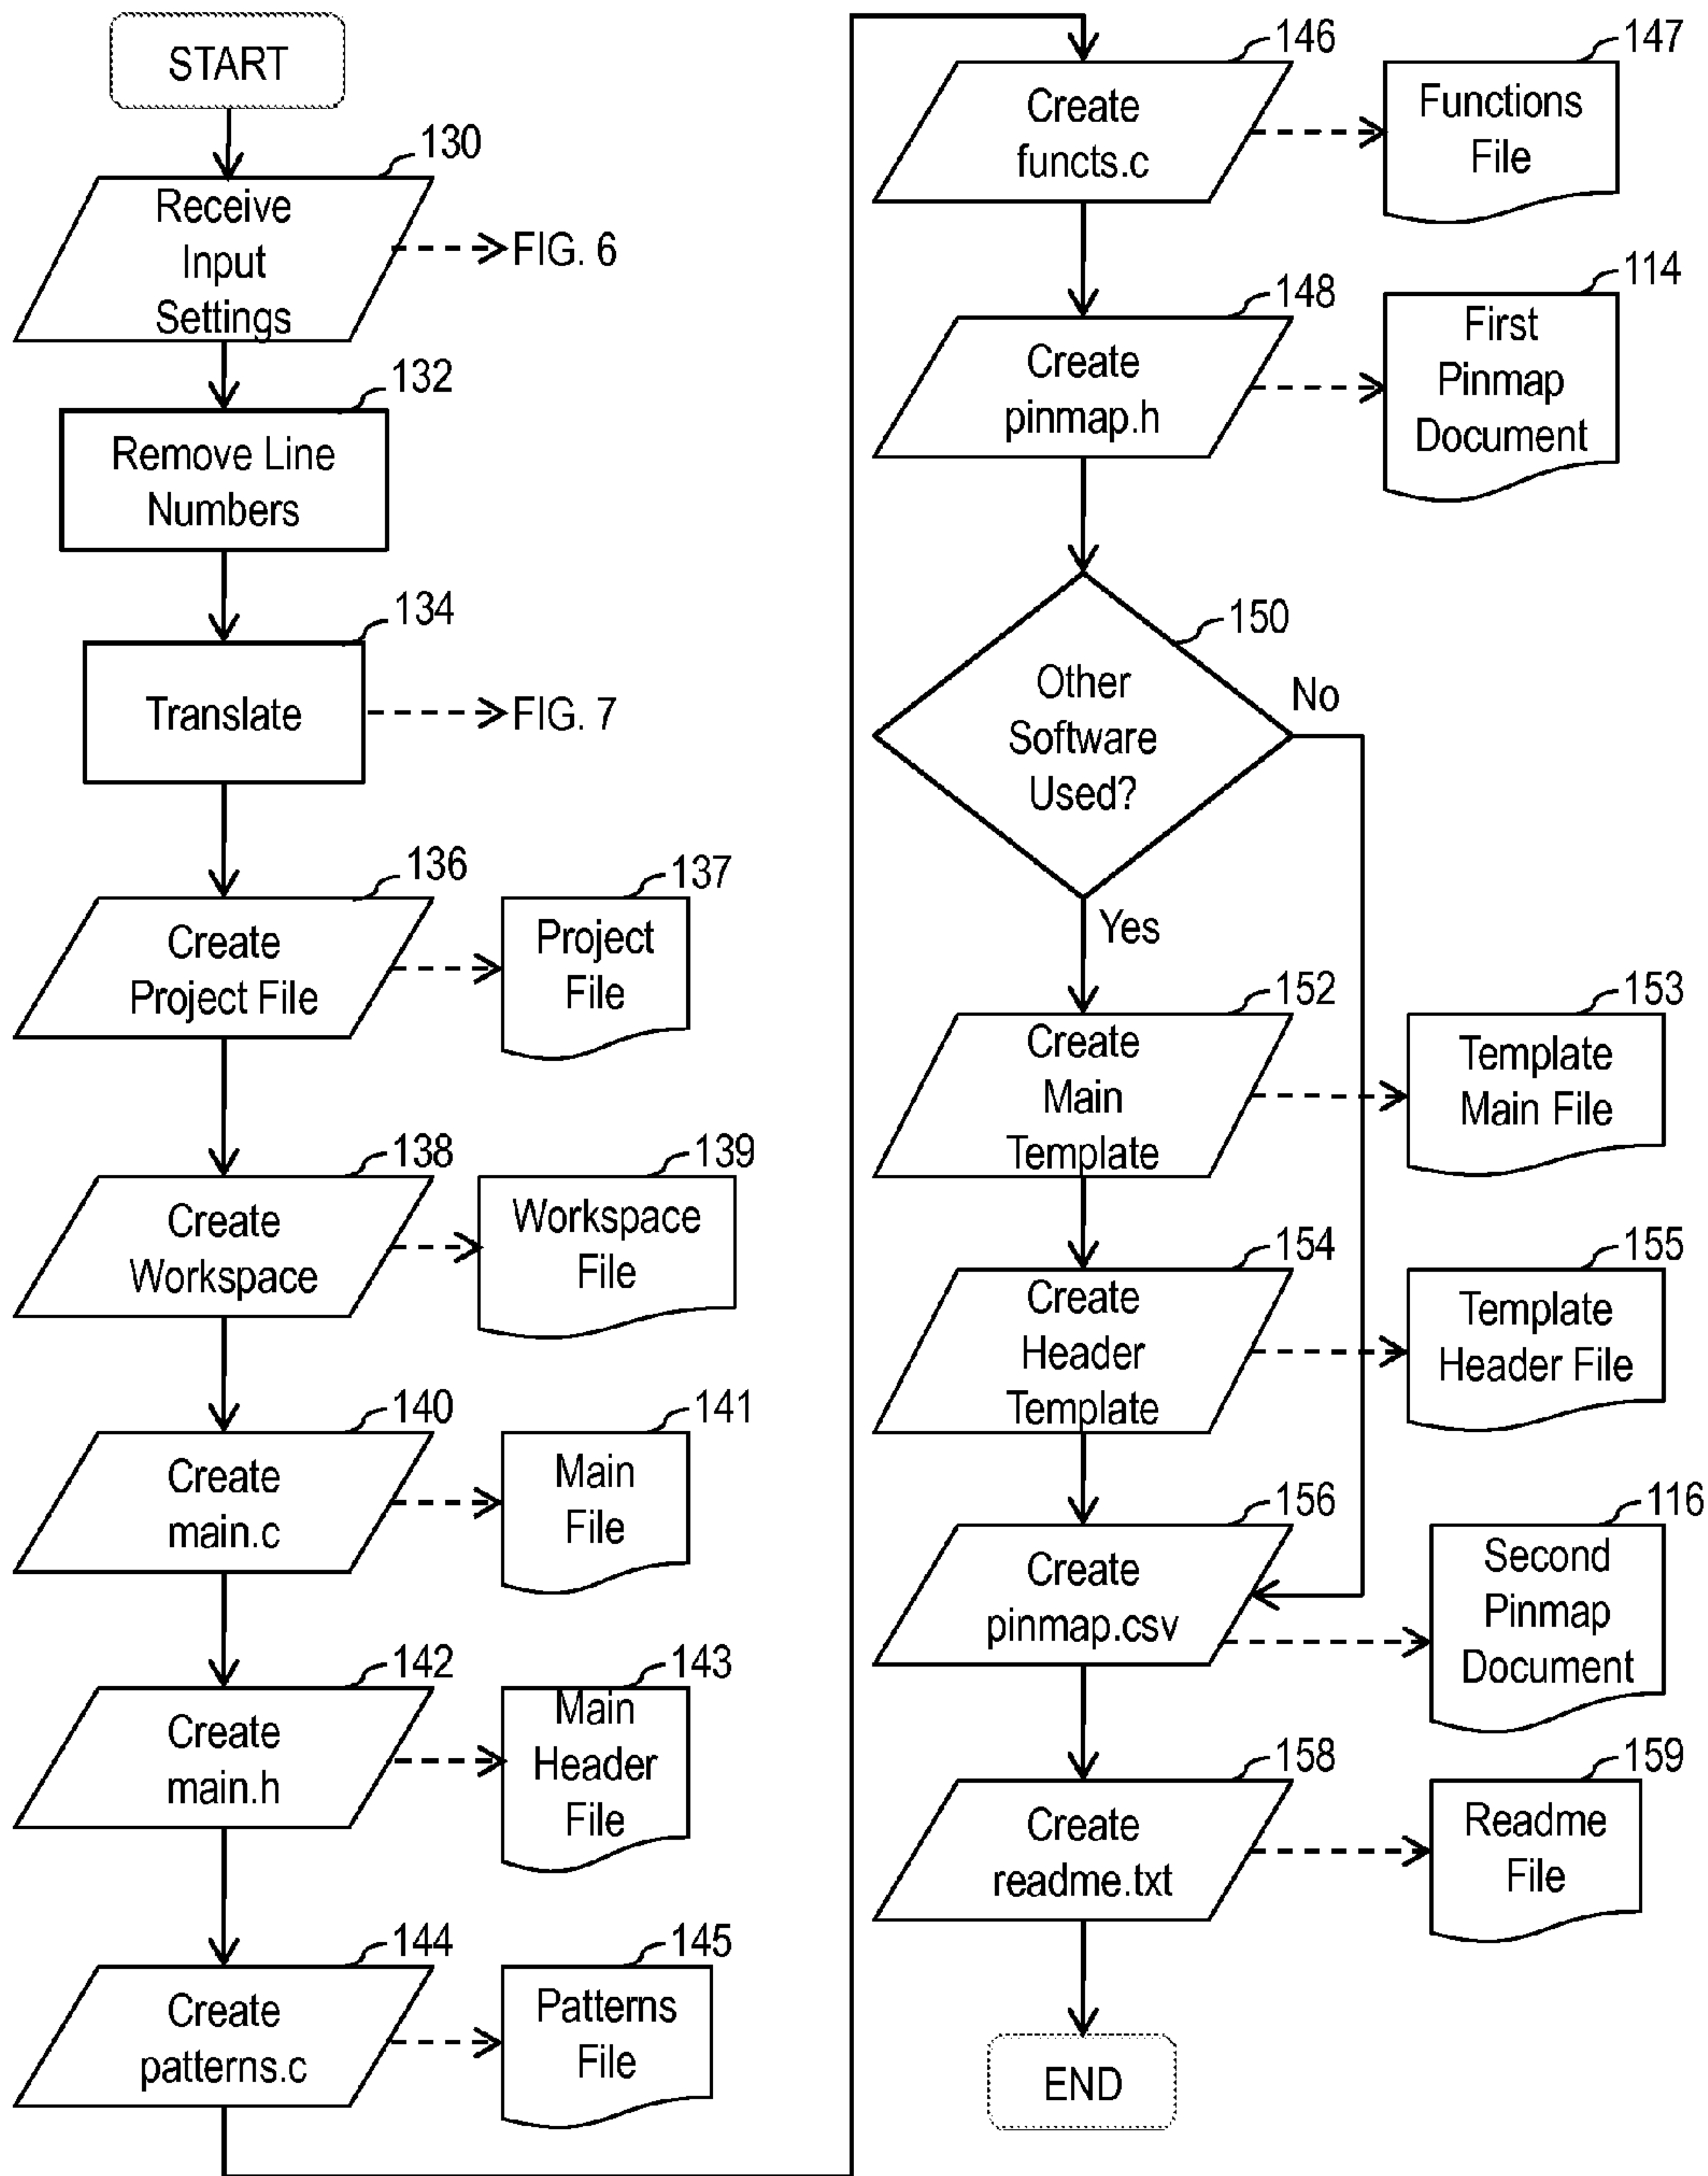 START
130
Receive
Input
Settings
FIG. 6
132
Remove Line
Numbers
134
Translate
FIG. 7
136
Create
Project File
137
Project
File
138
Create
Workspace
139
Workspace
File
140
Create
main.c
141
Main
File
142
Create
main.h
143
Main
Header
File
144
Create
patterns.c
145
Patterns
File
146
Create
functs.c
147
Functions
File
148
Create
pinmap.h
114
First
Pinmap
Document
150
Other
Software
Used?
No
Yes
152
Create
Main
Template
153
Template
Main File
154
Create
Header
Template
155
Template
Header File
156
Create
pinmap.csv
116
Second
Pinmap
Document
158
Create
readme.txt
159
Readme
File
END